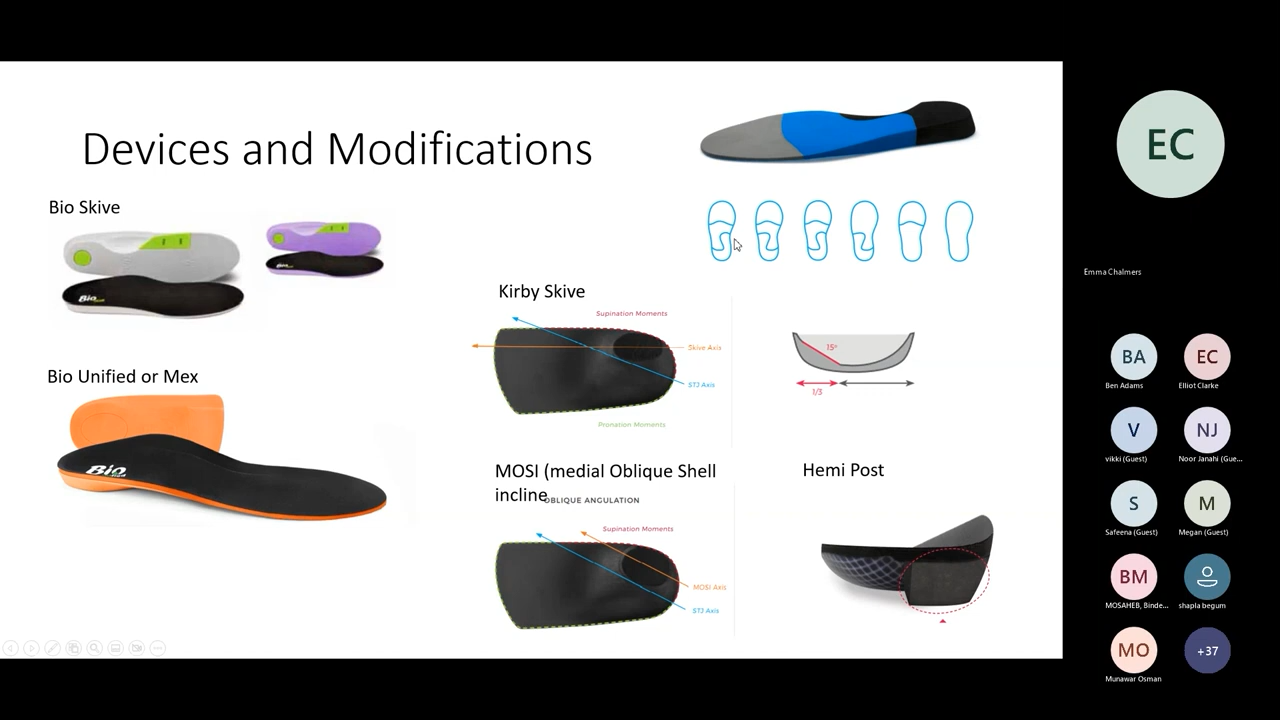 Devices and Modifications
Bio Skive
Bio
Bio Unified or Mex
Bio
Kirby Skive
Supination Moments
Skive Axis
STJ Axis
Pronation Moments
15°
1/3
MOSI (medial Oblique Shell
incline
OBLIQUE ANGULATION
Supination Moments
MOSI Axis
STJ Axis
Hemi Post
EC
Emma Chalmers
BA
EC
Ben Adams
Elliot Clarke
V
NJ
vikki (Guest)
Noor Janahi (Gue...
S
M
Safeena (Guest)
Megan (Guest)
BM
MOSAHEB, Binde...
shapla begum
MO
+37
Munawar Osman